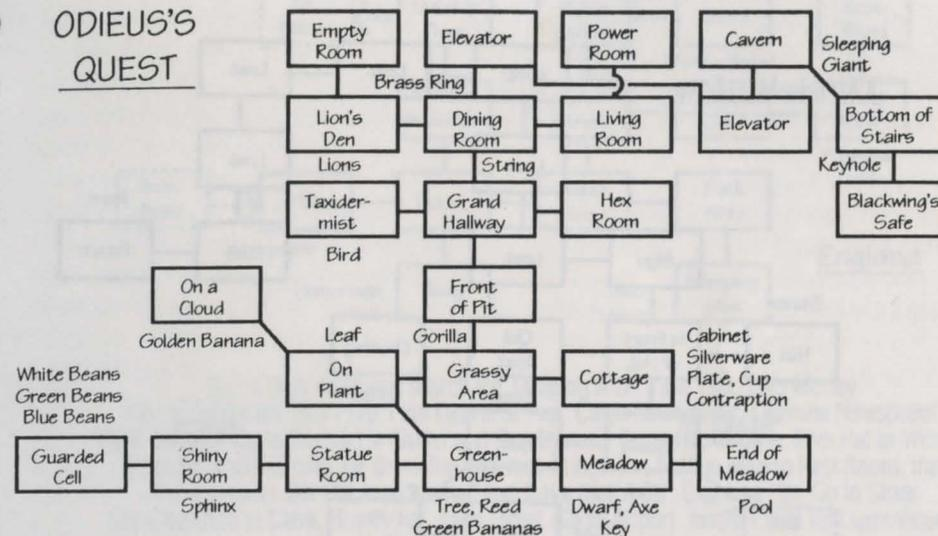 ODIEUS'S
QUEST
Empty
Room
Elevator
Power
Room
Cavern
Sleeping
Giant
Brass Ring
Lion's
Den
Dining
Room
Living
Room
Elevator
Bottom of
Stairs
Lions
String
Keyhole
Taxider-
mist
Grand
Hallway
Hex
Room
Blackwing's
Safe
Bird
On a
Cloud
Front
of Pit
Golden Banana
Leaf
Gorilla
Cabinet
Silverware
Plate, Cup
Contraption
White Beans
Green Beans
Blue Beans
On
Plant
Grassy
Area
Cottage
Guarded
Cell
Shiny
Room
Statue
Room
Green-
house
Meadow
End of
Meadow
Sphinx
Tree, Reed
Green Bananas
Dwarf, Axe
Key
Pool